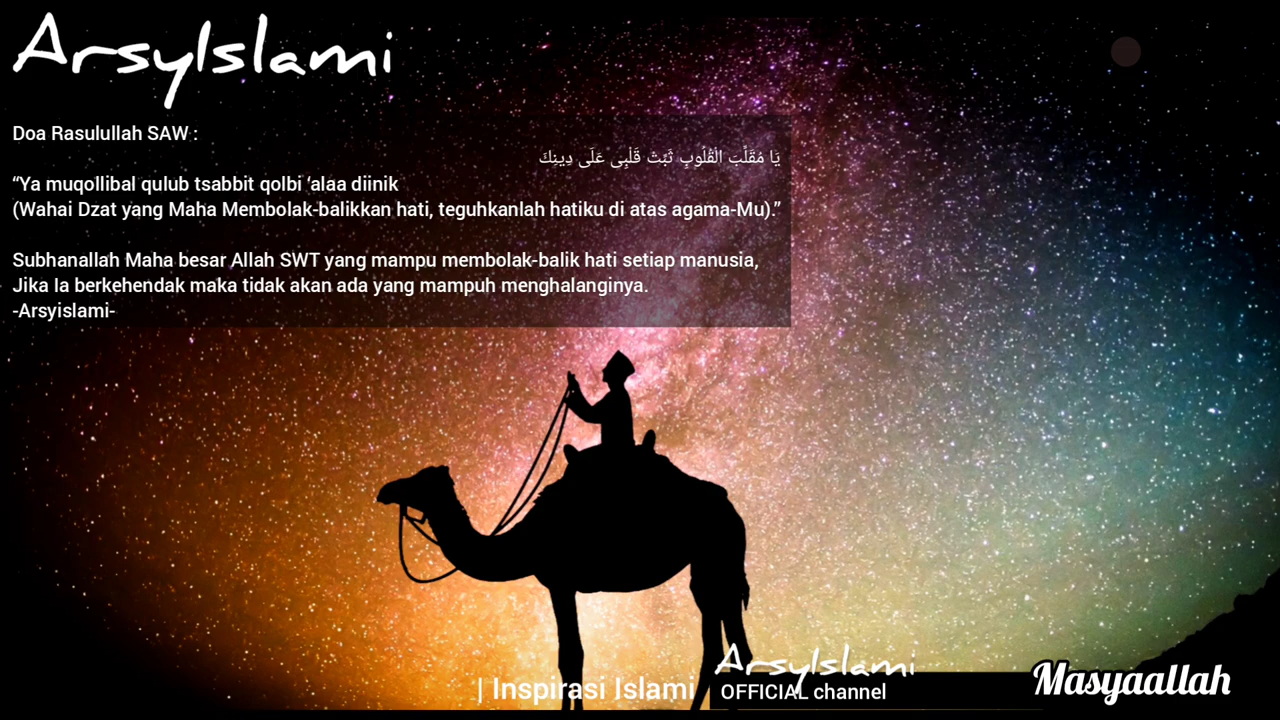 ArsyIslami
Doa Rasulullah SAW :
يَا مُقَلِّبَ الْقُلُوبِ ثَبِّتْ قَلْبِى عَلَى دِينِكَ
“Ya muqollibal qulub tsabbit qolbi ‘alaa diinik
(Wahai Dzat yang Maha Membolak-balikkan hati, teguhkanlah hatiku di atas agama-Mu).”
Subhanallah Maha besar Allah SWT yang mampu membolak-balik hati setiap manusia,
Jika Ia berkehendak maka tidak akan ada yang mampuh menghalanginya.
-Arsyislami-
ArsyIslami
| Inspirasi Islami
OFFICIAL channel
Masyaallah